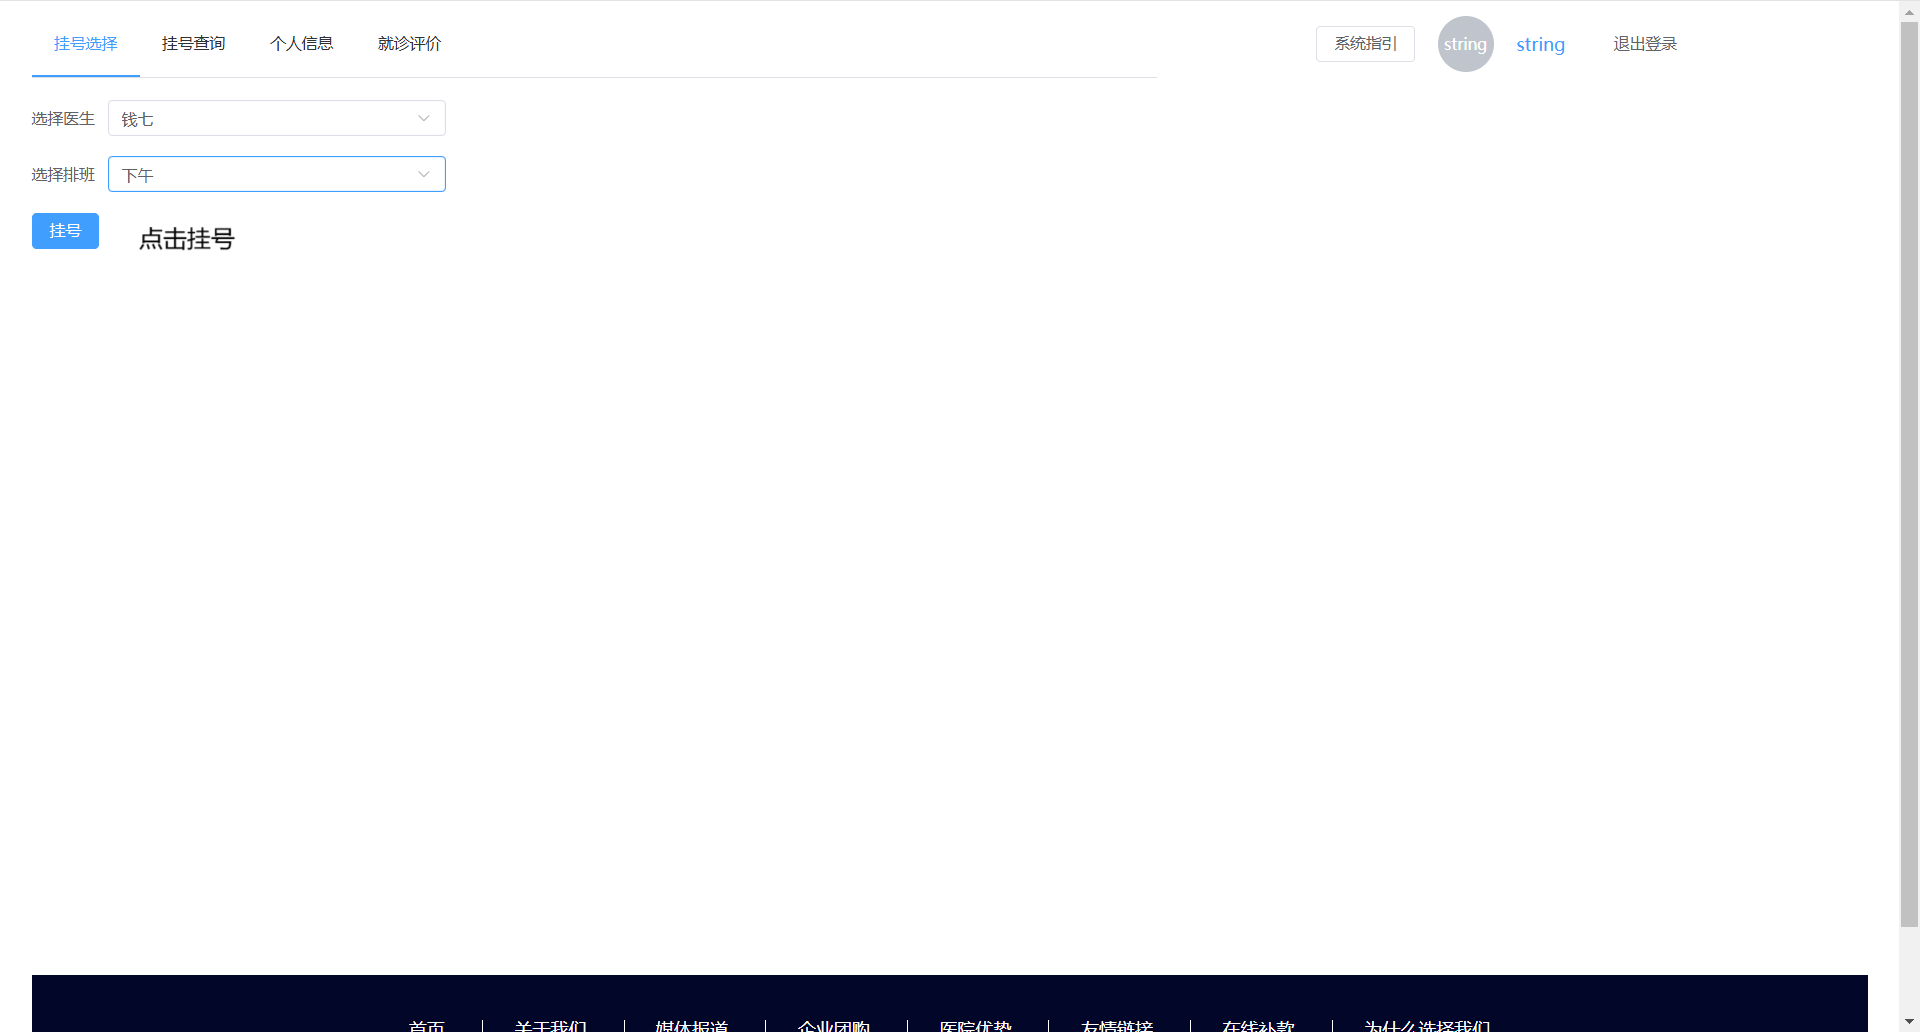 挂号选择 挂号查询 个人信息 就诊评价 系统指引 string string 退出登录
选择医生 钱七
选择排班 下午
挂号 点击挂号
首页 关于我们 媒体报道 企业团购 医院优势 友情链接 在线补款 为什么选择我们